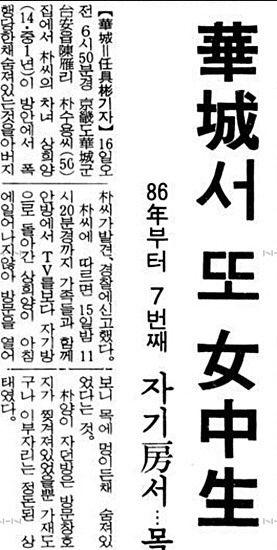 華城서 또 女中生
86年부터 7번째 자기房서…목
【華城=任具彬기자】 16일오
전 6시50분경 京畿도華城군
台安읍陳雁리 朴수용씨(50)
집에서 朴씨의 차녀 상희양
(14·중1년)이 방안에서 폭
행당한채 숨져있는것을 아버지
朴씨가 발견、경찰에 신고했다。
朴씨에 따르면 15일밤 11
시20분경까지 가족들과 함께
안방에서 TV를보다 자기방
으로 돌아간 상희양이 아침
에일어나지않아 방문을 열어
보니 목에 멍이든채 숨져있
었다는 것。
朴양이 자던방은 방문창호
지가 찢겨져있었을뿐 가재도
구나 이부자리는 정돈된 상
태였다。